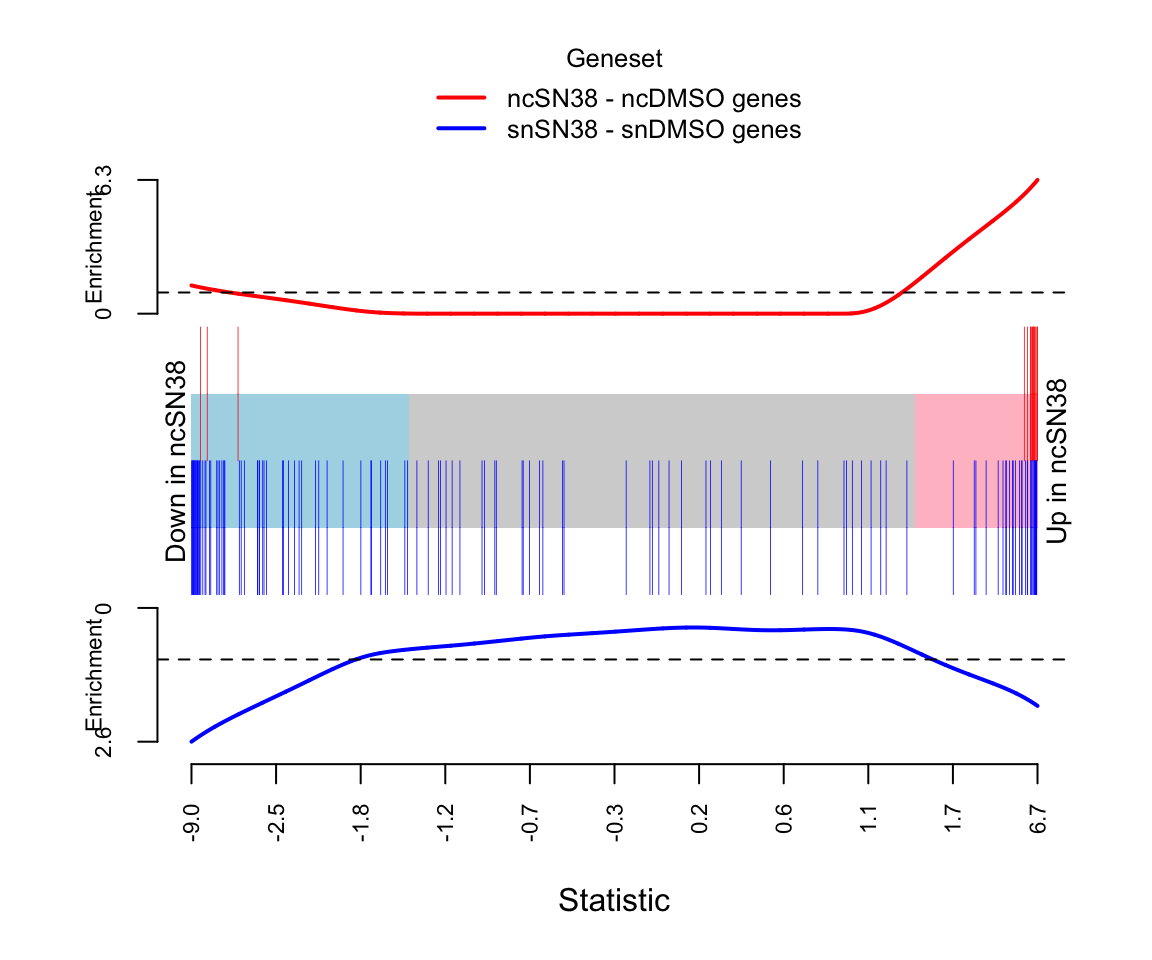 Geneset
ncSN38 - ncDMSO genes
snSN38 - snDMSO genes
6.3
Enrichment
0
Down in ncSN38
Up in ncSN38
0
Enrichment
2.6
-9.0
-2.5
-1.8
-1.2
-0.7
-0.3
0.2
0.6
1.1
1.7
6.7
Statistic